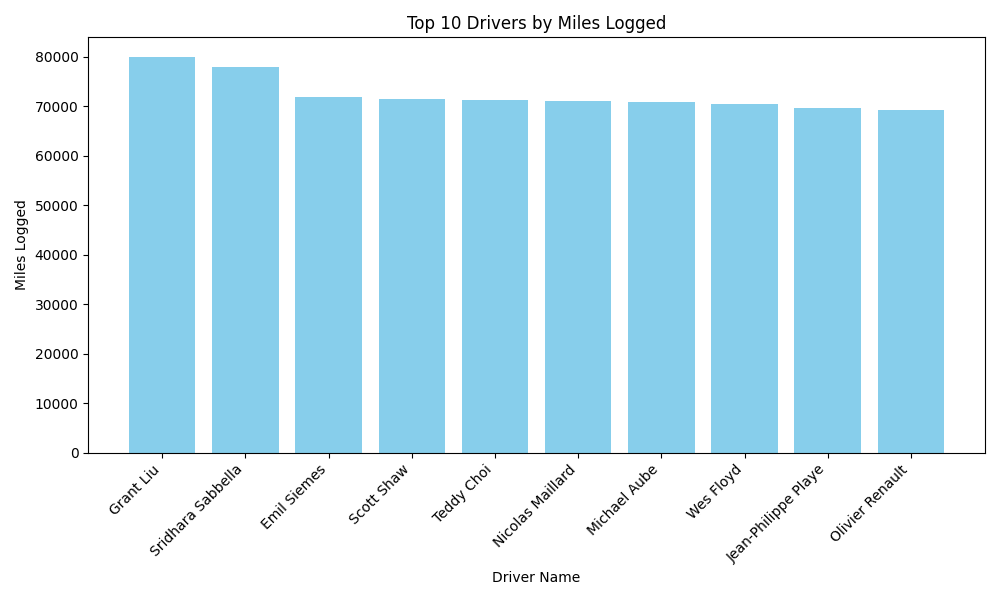 Top 10 Drivers by Miles Logged
Miles Logged
80000
70000
60000
50000
40000
30000
20000
10000
0
Grant Liu
Sridhara Sabbella
Emil Siemes
Scott Shaw
Teddy Choi
Nicolas Maillard
Michael Aube
Wes Floyd
Jean-Philippe Playe
Olivier Renault
Driver Name